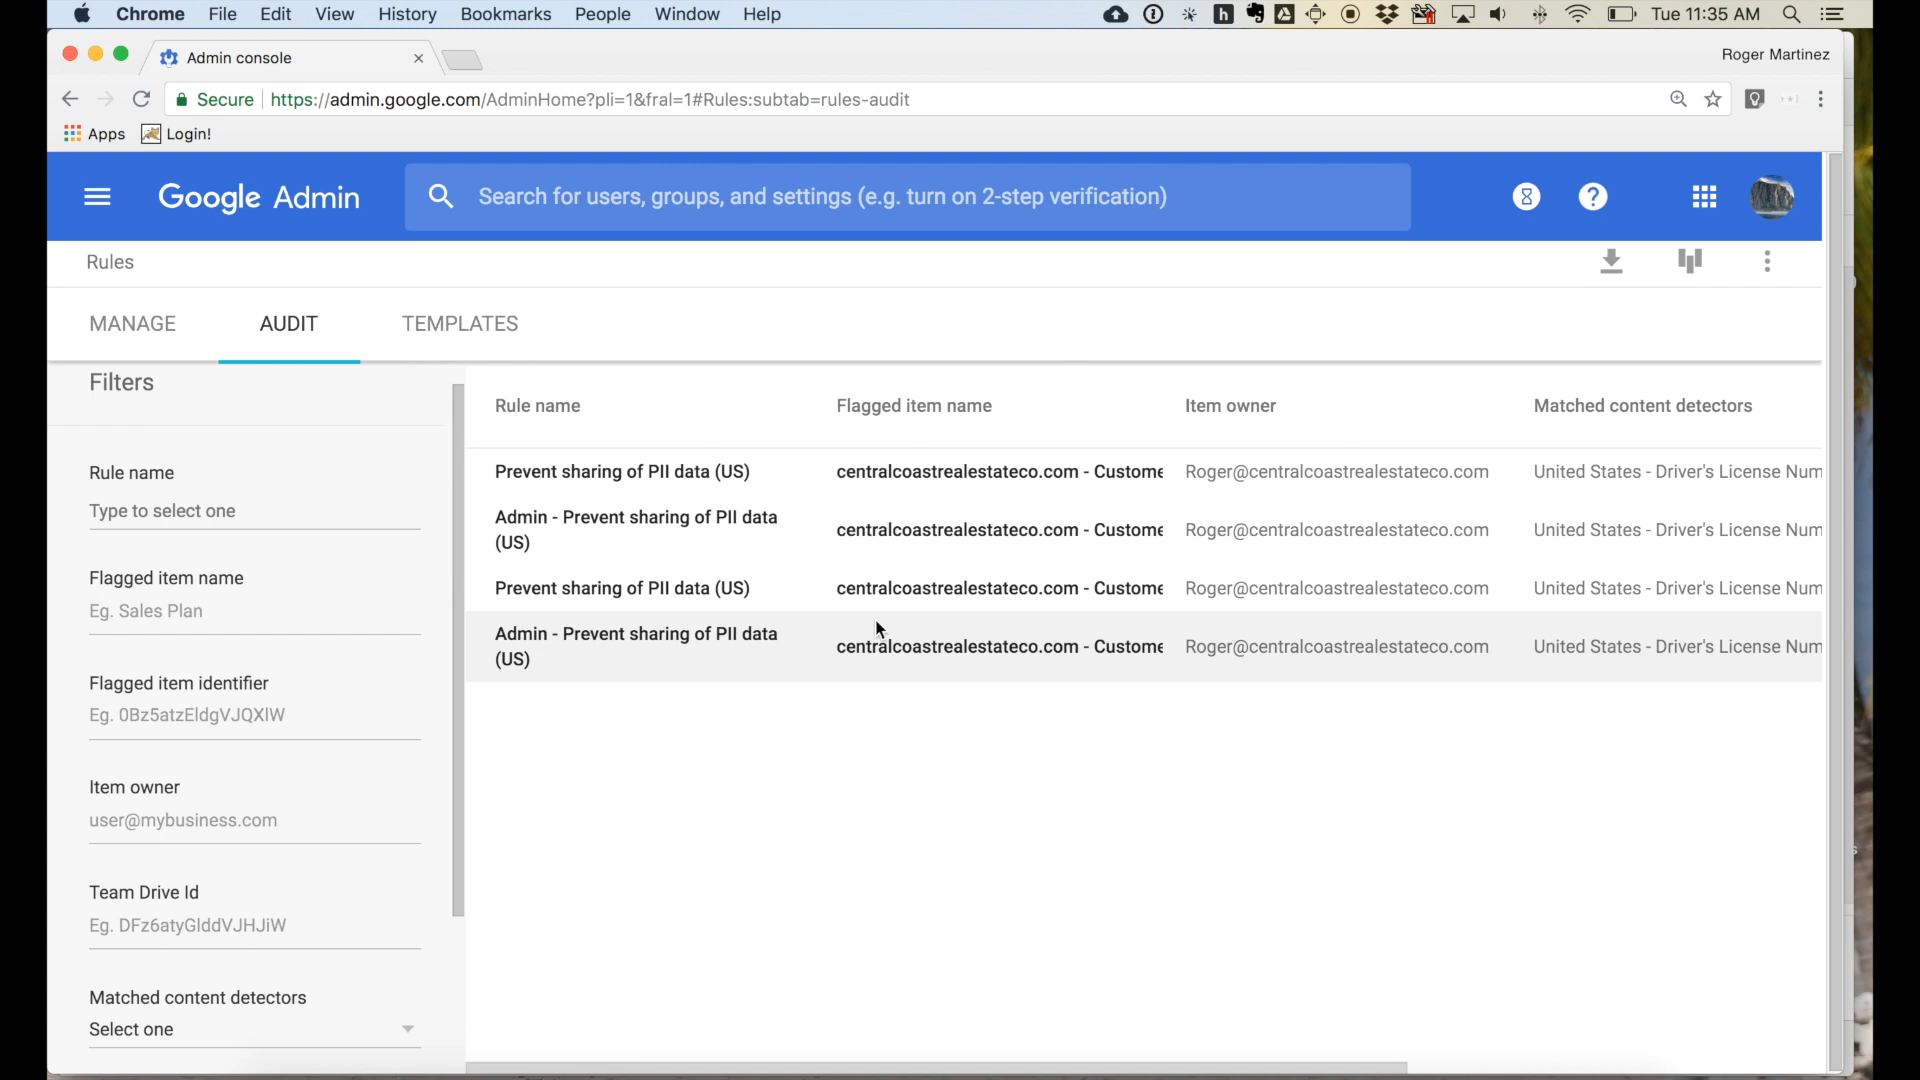 Chrome File Edit View History Bookmarks People Window Help Tue 11:35 AM
Admin console
Roger Martinez
Secure https://admin.google.com/AdminHome?pli=1&fral=1#Rules:subtab=rules-audit
Apps Login!
Google Admin Search for users, groups, and settings (e.g. turn on 2-step verification)
Rules
MANAGE AUDIT TEMPLATES
Filters
Rule name
Type to select one
Flagged item name
Eg. Sales Plan
Flagged item identifier
Eg. 0Bz5atzEldgVJQXlW
Item owner
user@mybusiness.com
Team Drive Id
Eg. DFz6atyGlddVJHJiW
Matched content detectors
Select one
Rule name Flagged item name Item owner Matched content detectors
Prevent sharing of PII data (US) centralcoastrealestateco.com - Custome Roger@centralcoastrealestateco.com United States - Driver's License Num
Admin - Prevent sharing of PII data
(US) centralcoastrealestateco.com - Custome Roger@centralcoastrealestateco.com United States - Driver's License Num
Prevent sharing of PII data (US) centralcoastrealestateco.com - Custome Roger@centralcoastrealestateco.com United States - Driver's License Num
Admin - Prevent sharing of PII data
(US) centralcoastrealestateco.com - Custome Roger@centralcoastrealestateco.com United States - Driver's License Num